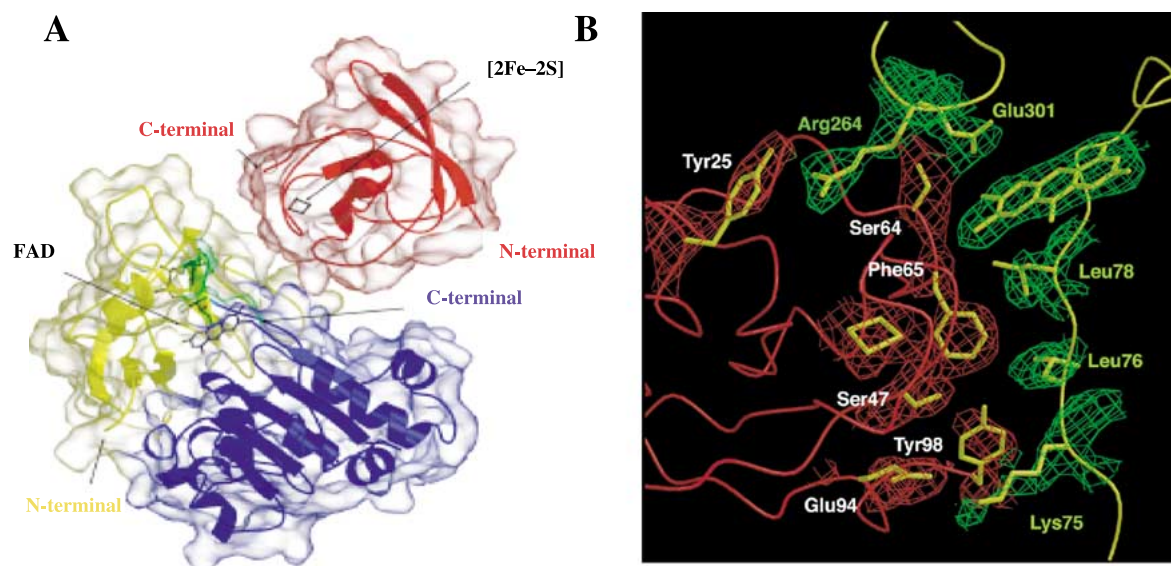 A
[2Fe–2S]
C-terminal
FAD
N-terminal
C-terminal
N-terminal
B
Glu301
Arg264
Tyr25
Ser64
Phe65
Leu78
Leu76
Ser47
Tyr98
Glu94
Lys75